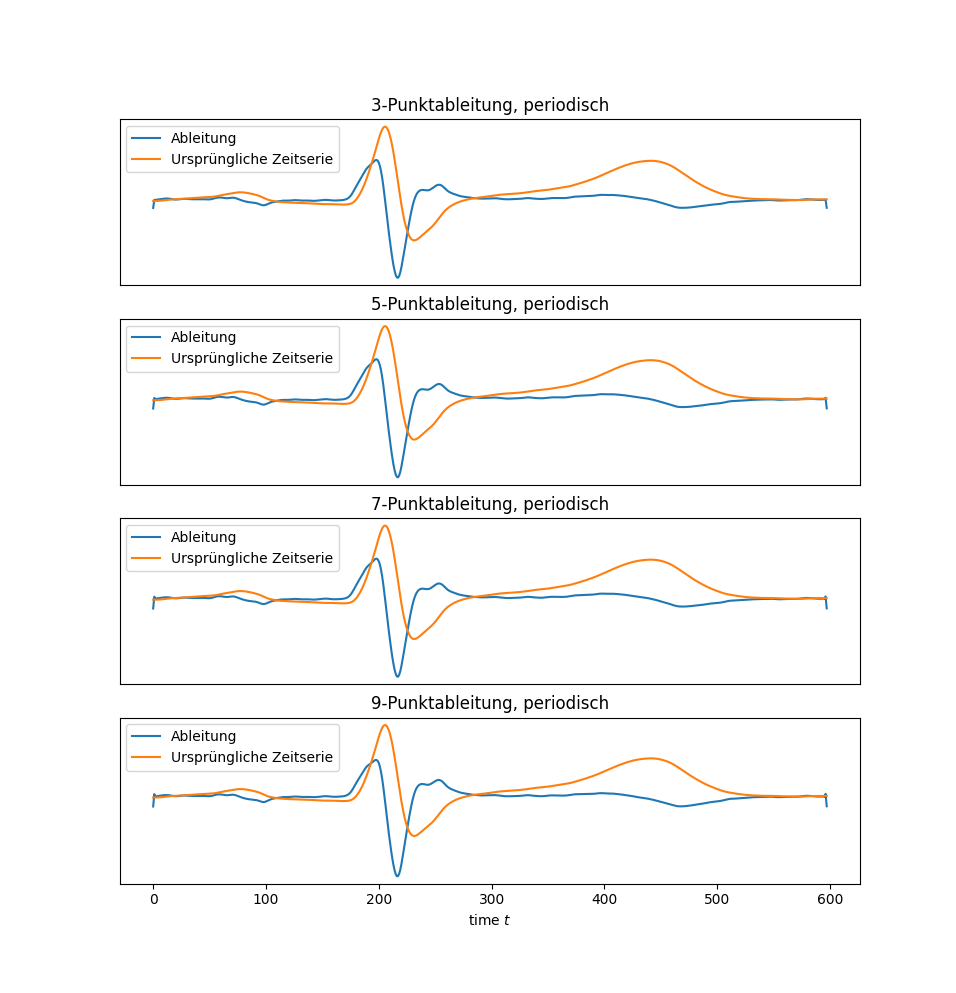 3-Punktableitung, periodisch
Ableitung
Ursprüngliche Zeitserie
5-Punktableitung, periodisch
Ableitung
Ursprüngliche Zeitserie
7-Punktableitung, periodisch
Ableitung
Ursprüngliche Zeitserie
9-Punktableitung, periodisch
Ableitung
Ursprüngliche Zeitserie
0 100 200 300 400 500 600
time t